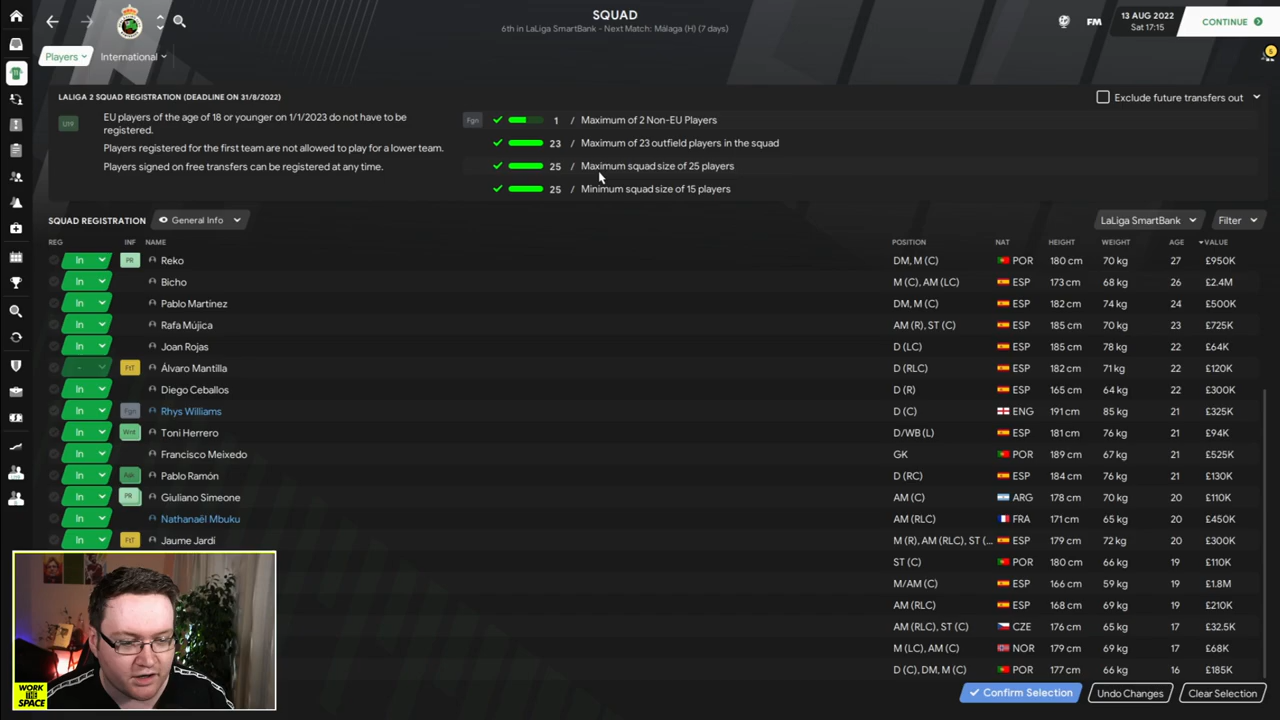 SQUAD
6th in LaLiga SmartBank - Next Match: Málaga (H) (7 days)
FM
13 AUG 2022
Sat 17:15
CONTINUE
5
Players
International
LALIGA 2 SQUAD REGISTRATION (DEADLINE ON 31/8/2022)
Exclude future transfers out
U18
EU players of the age of 18 or younger on 1/1/2023 do not have to be
registered.
Players registered for the first team are not allowed to play for a lower team.
Players signed on free transfers can be registered at any time.
Fgn 1 / Maximum of 2 Non-EU Players
23 / Maximum of 23 outfield players in the squad
25 / Maximum squad size of 25 players
25 / Minimum squad size of 15 players
SQUAD REGISTRATION General Info LaLiga SmartBank Filter
REG INF NAME POSITION NAT HEIGHT WEIGHT AGE VALUE
In PR Reko DM, M (C) POR 180 cm 70 kg 27 £950K
In Bicho M (C), AM (LC) ESP 173 cm 68 kg 26 £2.4M
In Pablo Martínez DM, M (C) ESP 182 cm 74 kg 24 £500K
In Rafa Mújica AM (R), ST (C) ESP 185 cm 70 kg 23 £725K
In Joan Rojas D (LC) ESP 185 cm 78 kg 22 £64K
- FtT Álvaro Mantilla D (RLC) ESP 182 cm 71 kg 22 £120K
In Diego Ceballos D (R) ESP 165 cm 64 kg 22 £300K
In Fgn Rhys Williams D (C) ENG 191 cm 85 kg 21 £325K
In Wnt Toni Herrero D/WB (L) ESP 181 cm 76 kg 21 £94K
In Francisco Meixedo GK POR 189 cm 67 kg 21 £525K
In Pablo Ramón D (RC) ESP 184 cm 76 kg 21 £130K
In PR Giuliano Simeone AM (C) ARG 178 cm 70 kg 20 £110K
In Nathanaël Mbuku AM (RLC) FRA 171 cm 65 kg 20 £450K
In FtT Jaume Jardí M (R), AM (RLC), ST (... ESP 179 cm 72 kg 20 £300K
ST (C) POR 180 cm 66 kg 19 £110K
M/AM (C) ESP 166 cm 59 kg 19 £1.8M
AM (RLC) ESP 168 cm 69 kg 19 £210K
AM (RLC), ST (C) CZE 176 cm 65 kg 17 £32.5K
M (LC), AM (C) NOR 179 cm 69 kg 17 £68K
D (C), DM, M (C) POR 177 cm 66 kg 16 £185K
WORK
THE
SPACE
Confirm Selection Undo Changes Clear Selection